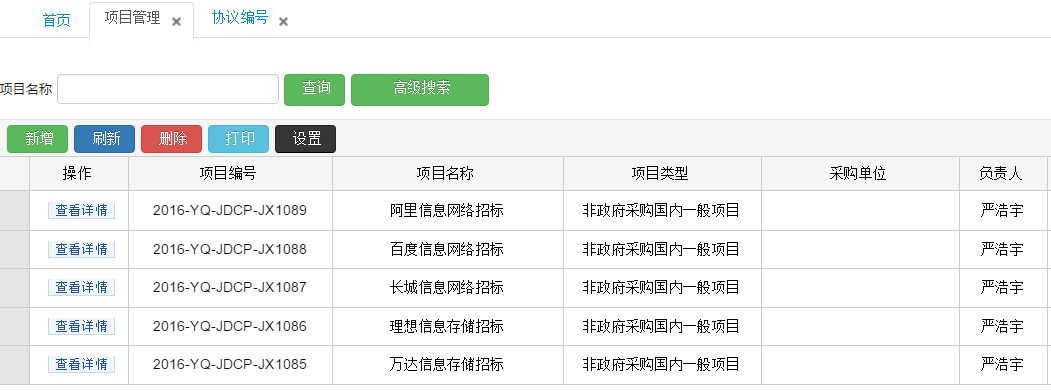 首页 项目管理 × 协议编号 ×
项目名称 查询 高级搜索
新增 刷新 删除 打印 设置
操作 项目编号 项目名称 项目类型 采购单位 负责人
查看详情 2016-YQ-JDCP-JX1089 阿里信息网络招标 非政府采购国内一般项目 严浩宇
查看详情 2016-YQ-JDCP-JX1088 百度信息网络招标 非政府采购国内一般项目 严浩宇
查看详情 2016-YQ-JDCP-JX1087 长城信息网络招标 非政府采购国内一般项目 严浩宇
查看详情 2016-YQ-JDCP-JX1086 理想信息存储招标 非政府采购国内一般项目 严浩宇
查看详情 2016-YQ-JDCP-JX1085 万达信息存储招标 非政府采购国内一般项目 严浩宇